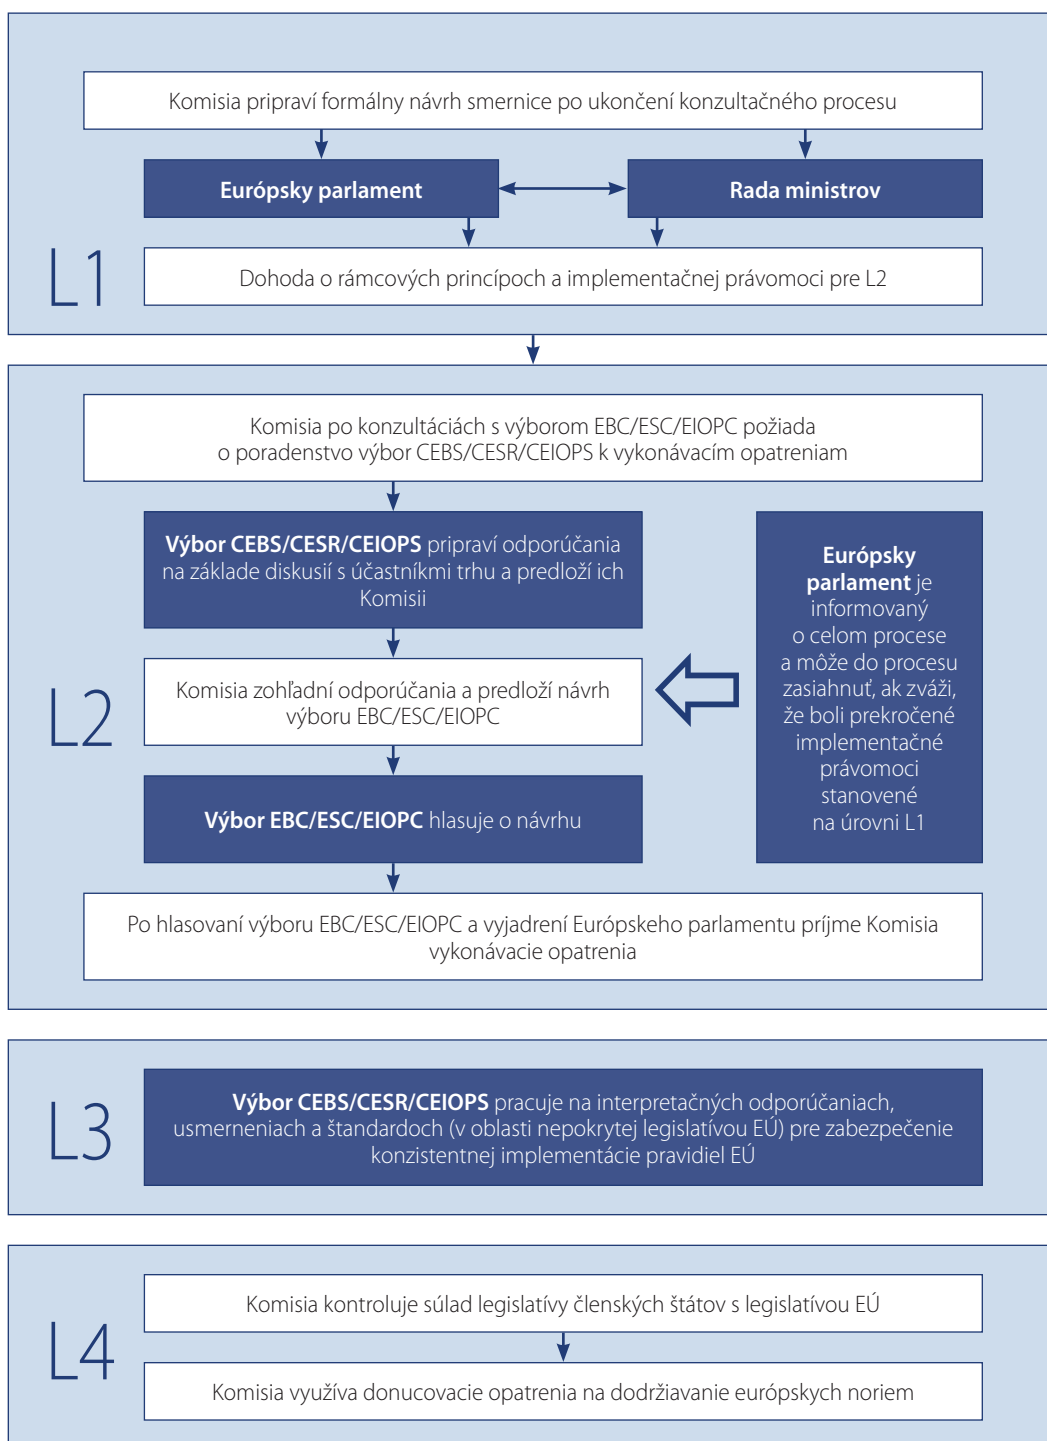 Komisia pripraví formálny návrh smernice po ukončení konzultačného procesu
Európsky parlament
Rada ministrov
L1
Dohoda o rámcových princípoch a implementačnej právomoci pre L2
Komisia po konzultáciách s výborom EBC/ESC/EIOPC požiada
o poradenstvo výbor CEBS/CESR/CEIOPS k vykonávacím opatreniam
Výbor CEBS/CESR/CEIOPS pripraví odporúčania
na základe diskusií s účastníkmi trhu a predloží ich
Komisii
Európsky
parlament je
informovaný
o celom procese
a môže do procesu
zasiahnuť, ak zváži,
že boli prekročené
implementačné
právomoci
stanovené
na úrovni L1
L2
Komisia zohľadní odporúčania a predloží návrh
výboru EBC/ESC/EIOPC
Výbor EBC/ESC/EIOPC hlasuje o návrhu
Po hlasovaní výboru EBC/ESC/EIOPC a vyjadrení Európskeho parlamentu príjme Komisia
vykonávacie opatrenia
L3
Výbor CEBS/CESR/CEIOPS pracuje na interpretačných odporúčaniach,
usmerneniach a štandardoch (v oblasti nepokrytej legislatívou EÚ) pre zabezpečenie
konzistentnej implementácie pravidiel EÚ
L4
Komisia kontroluje súlad legislatívy členských štátov s legislatívou EÚ
Komisia využíva donucovacie opatrenia na dodržiavanie európskych noriem